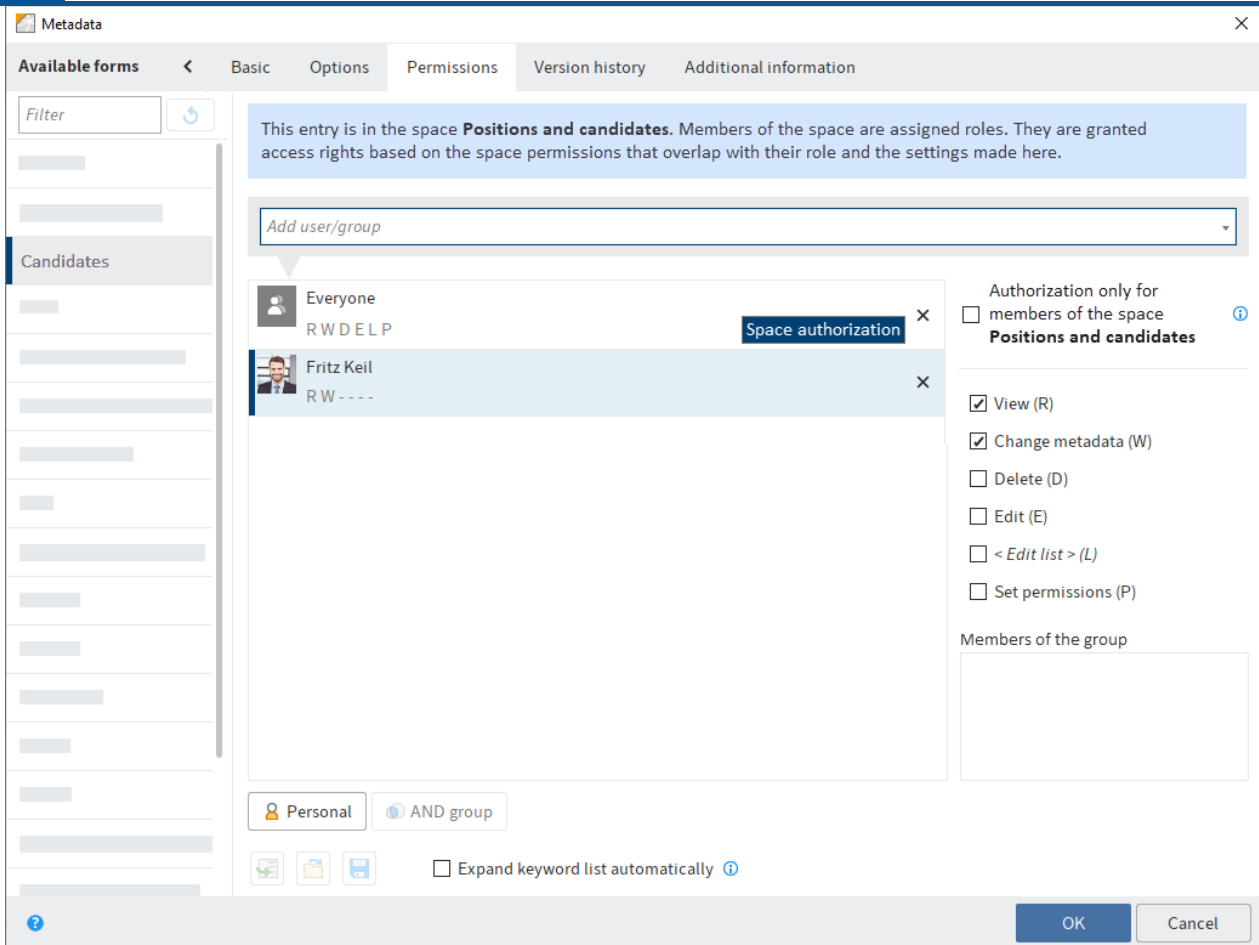 Metadata
Available forms
Basic Options Permissions Version history Additional information
Filter
This entry is in the space Positions and candidates. Members of the space are assigned roles. They are granted
access rights based on the space permissions that overlap with their role and the settings made here.
Add user/group
Candidates
Everyone
R W D E L P
Space authorization
Fritz Keil
R W - - - -
Authorization only for
members of the space
Positions and candidates
View (R)
Change metadata (W)
Delete (D)
Edit (E)
< Edit list > (L)
Set permissions (P)
Members of the group
Personal AND group
Expand keyword list automatically
OK Cancel